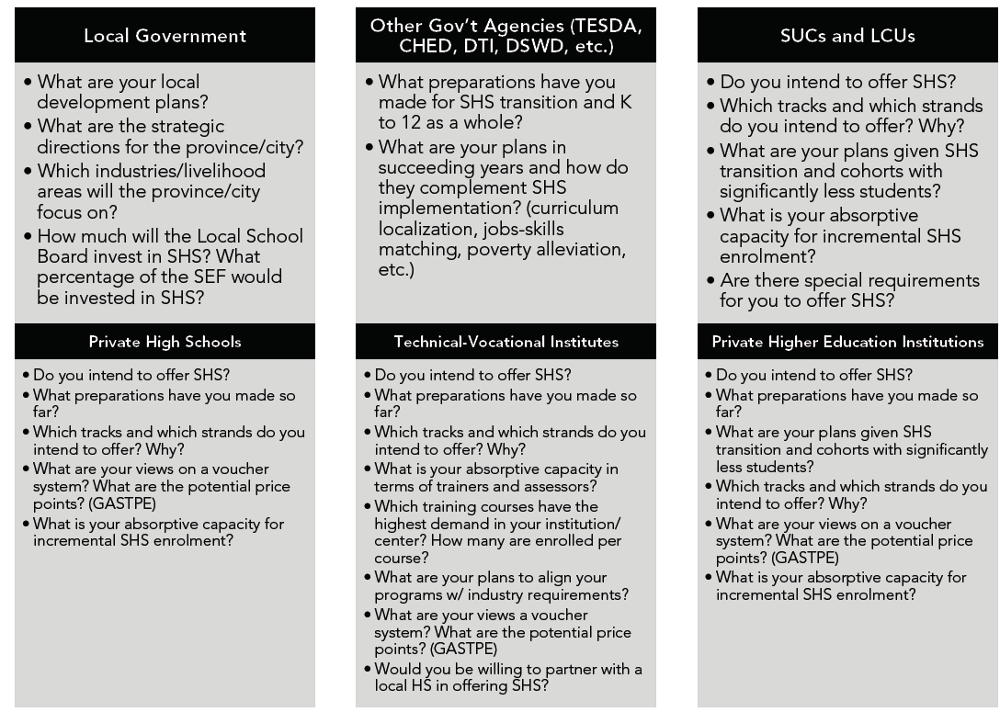 Local Government
• What are your local
development plans?
• What are the strategic
directions for the province/city?
• Which industries/livelihood
areas will the province/city
focus on?
• How much will the Local School
Board invest in SHS? What
percentage of the SEF would
be invested in SHS?
Other Gov't Agencies (TESDA,
CHED, DTI, DSWD, etc.)
• What preparations have you
made for SHS transition and K
to 12 as a whole?
• What are your plans in
succeeding years and how do
they complement SHS
implementation? (curriculum
localization, jobs-skills
matching, poverty alleviation,
etc.)
SUCs and LCUs
• Do you intend to offer SHS?
• Which tracks and which strands
do you intend to offer? Why?
• What are your plans given SHS
transition and cohorts with
significantly less students?
• What is your absorptive
capacity for incremental SHS
enrolment?
• Are there special requirements
for you to offer SHS?
Private High Schools
• Do you intend to offer SHS?
• What preparations have you made so
far?
• Which tracks and which strands do you
intend to offer? Why?
• What are your views on a voucher
system? What are the potential price
points? (GASTPE)
• What is your absorptive capacity for
incremental SHS enrolment?
Technical-Vocational Institutes
• Do you intend to offer SHS?
• What preparations have you made so
far?
• Which tracks and which strands do you
intend to offer? Why?
• What is your absorptive capacity in
terms of trainers and assessors?
• Which training courses have the
highest demand in your institution/
center? How many are enrolled per
course?
• What are your plans to align your
programs w/ industry requirements?
• What are your views a voucher
system? What are the potential price
points? (GASTPE)
• Would you be willing to partner with a
local HS in offering SHS?
Private Higher Education Institutions
• Do you intend to offer SHS?
• What preparations have you made so
far?
• What are your plans given SHS
transition and cohorts with significantly
less students?
• Which tracks and which strands do you
intend to offer? Why?
• What are your views on a voucher
system? What are the potential price
points? (GASTPE)
• What is your absorptive capacity for
incremental SHS enrolment?